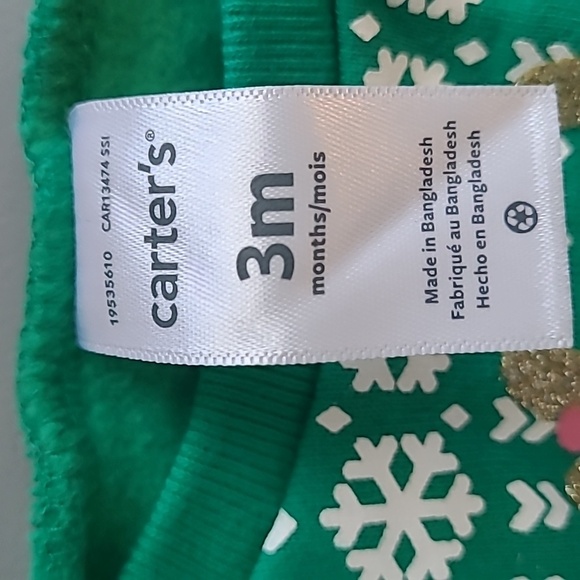 19535610 CAR13474 SSI
carter's®
3m
months/mois
Made in Bangladesh
Fabriqué au Bangladesh
Hecho en Bangladesh